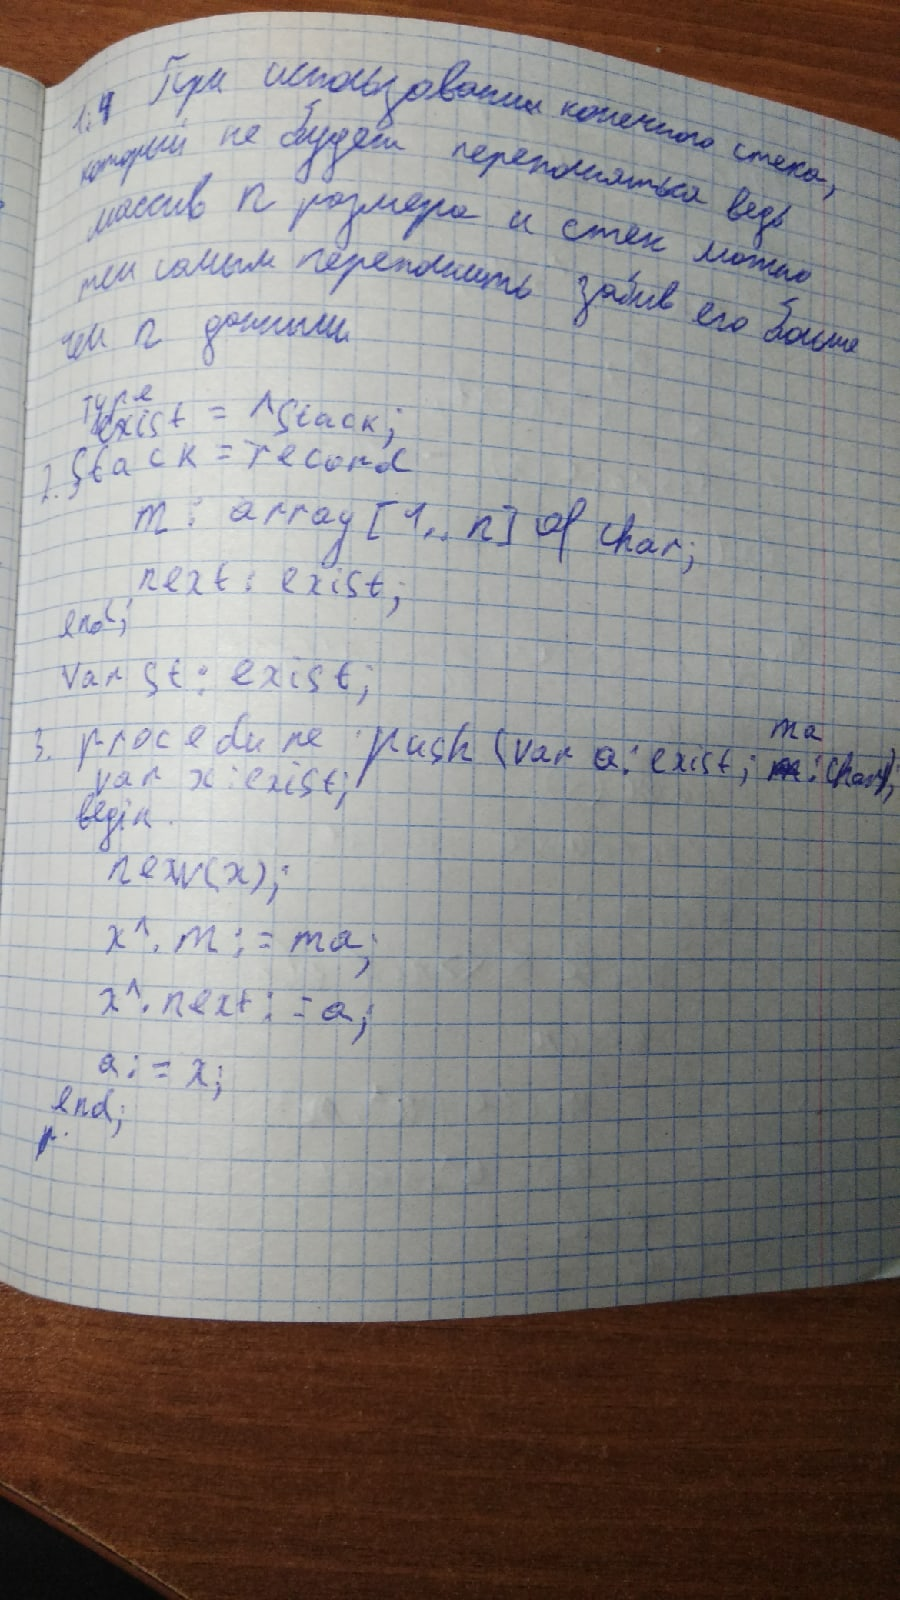 1.4 При использовании конечного стека,
который не будет переполняться ведь
массив n размера и стек можно
тем самым переполнить забив его больше
чем n данными
type
exist = ^Stack;
2. Stack = record
m : array [1..n] of char;
next : exist;
end;
var st : exist;
3. procedure push (var a : exist; ma : char);
var x : exist;
begin
new(x);
x^.m := ma;
x^.next := a;
a := x;
end;